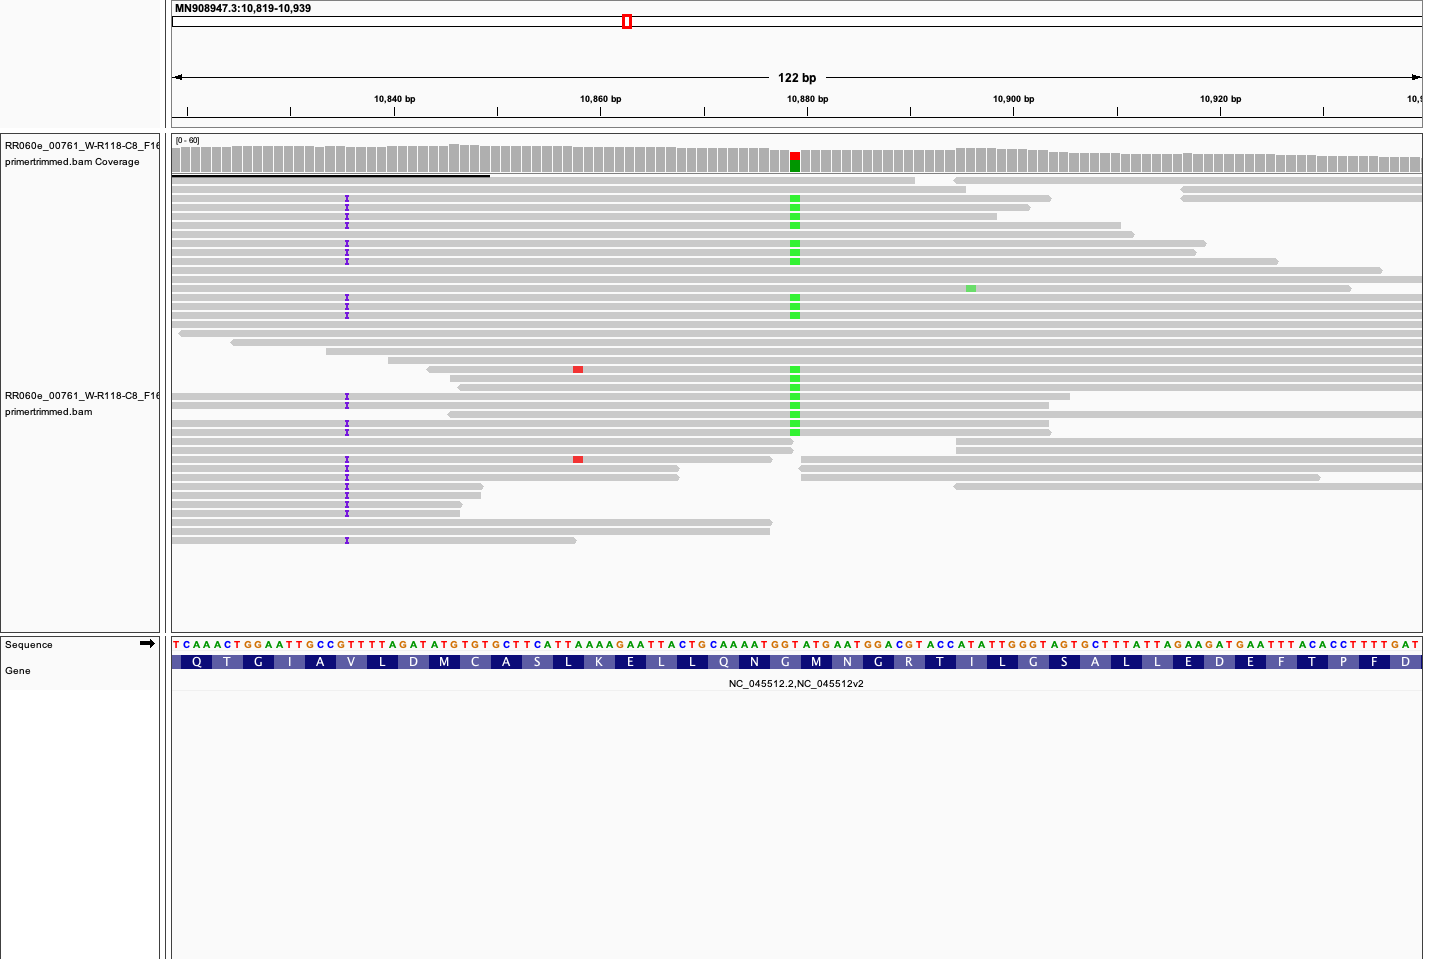 MN908947.3:10,819-10,939
122 bp
10,840 bp 10,860 bp 10,880 bp 10,900 bp 10,920 bp 10,9
[0 - 60]
RR060e_00761_W-R118-C8_F16
primertrimmed.bam Coverage
RR060e_00761_W-R118-C8_F16
primertrimmed.bam
Sequence
T C A A A C T G G A A T T G C C G T T T T A G A T A T G T G T G C T T C A T T A A A A G A A T T A C T G C A A A A T G G T A T G A A T G G A C G T A C C A T A T T G G G T A G T G C T T T A T T A G A A G A T G A A T T T A C A C C T T T T G A T
Gene
Q T G I A V L D M C A S L K E L L Q N G M N G R T I L G S A L L E D E F T P F D
NC_045512.2,NC_045512v2